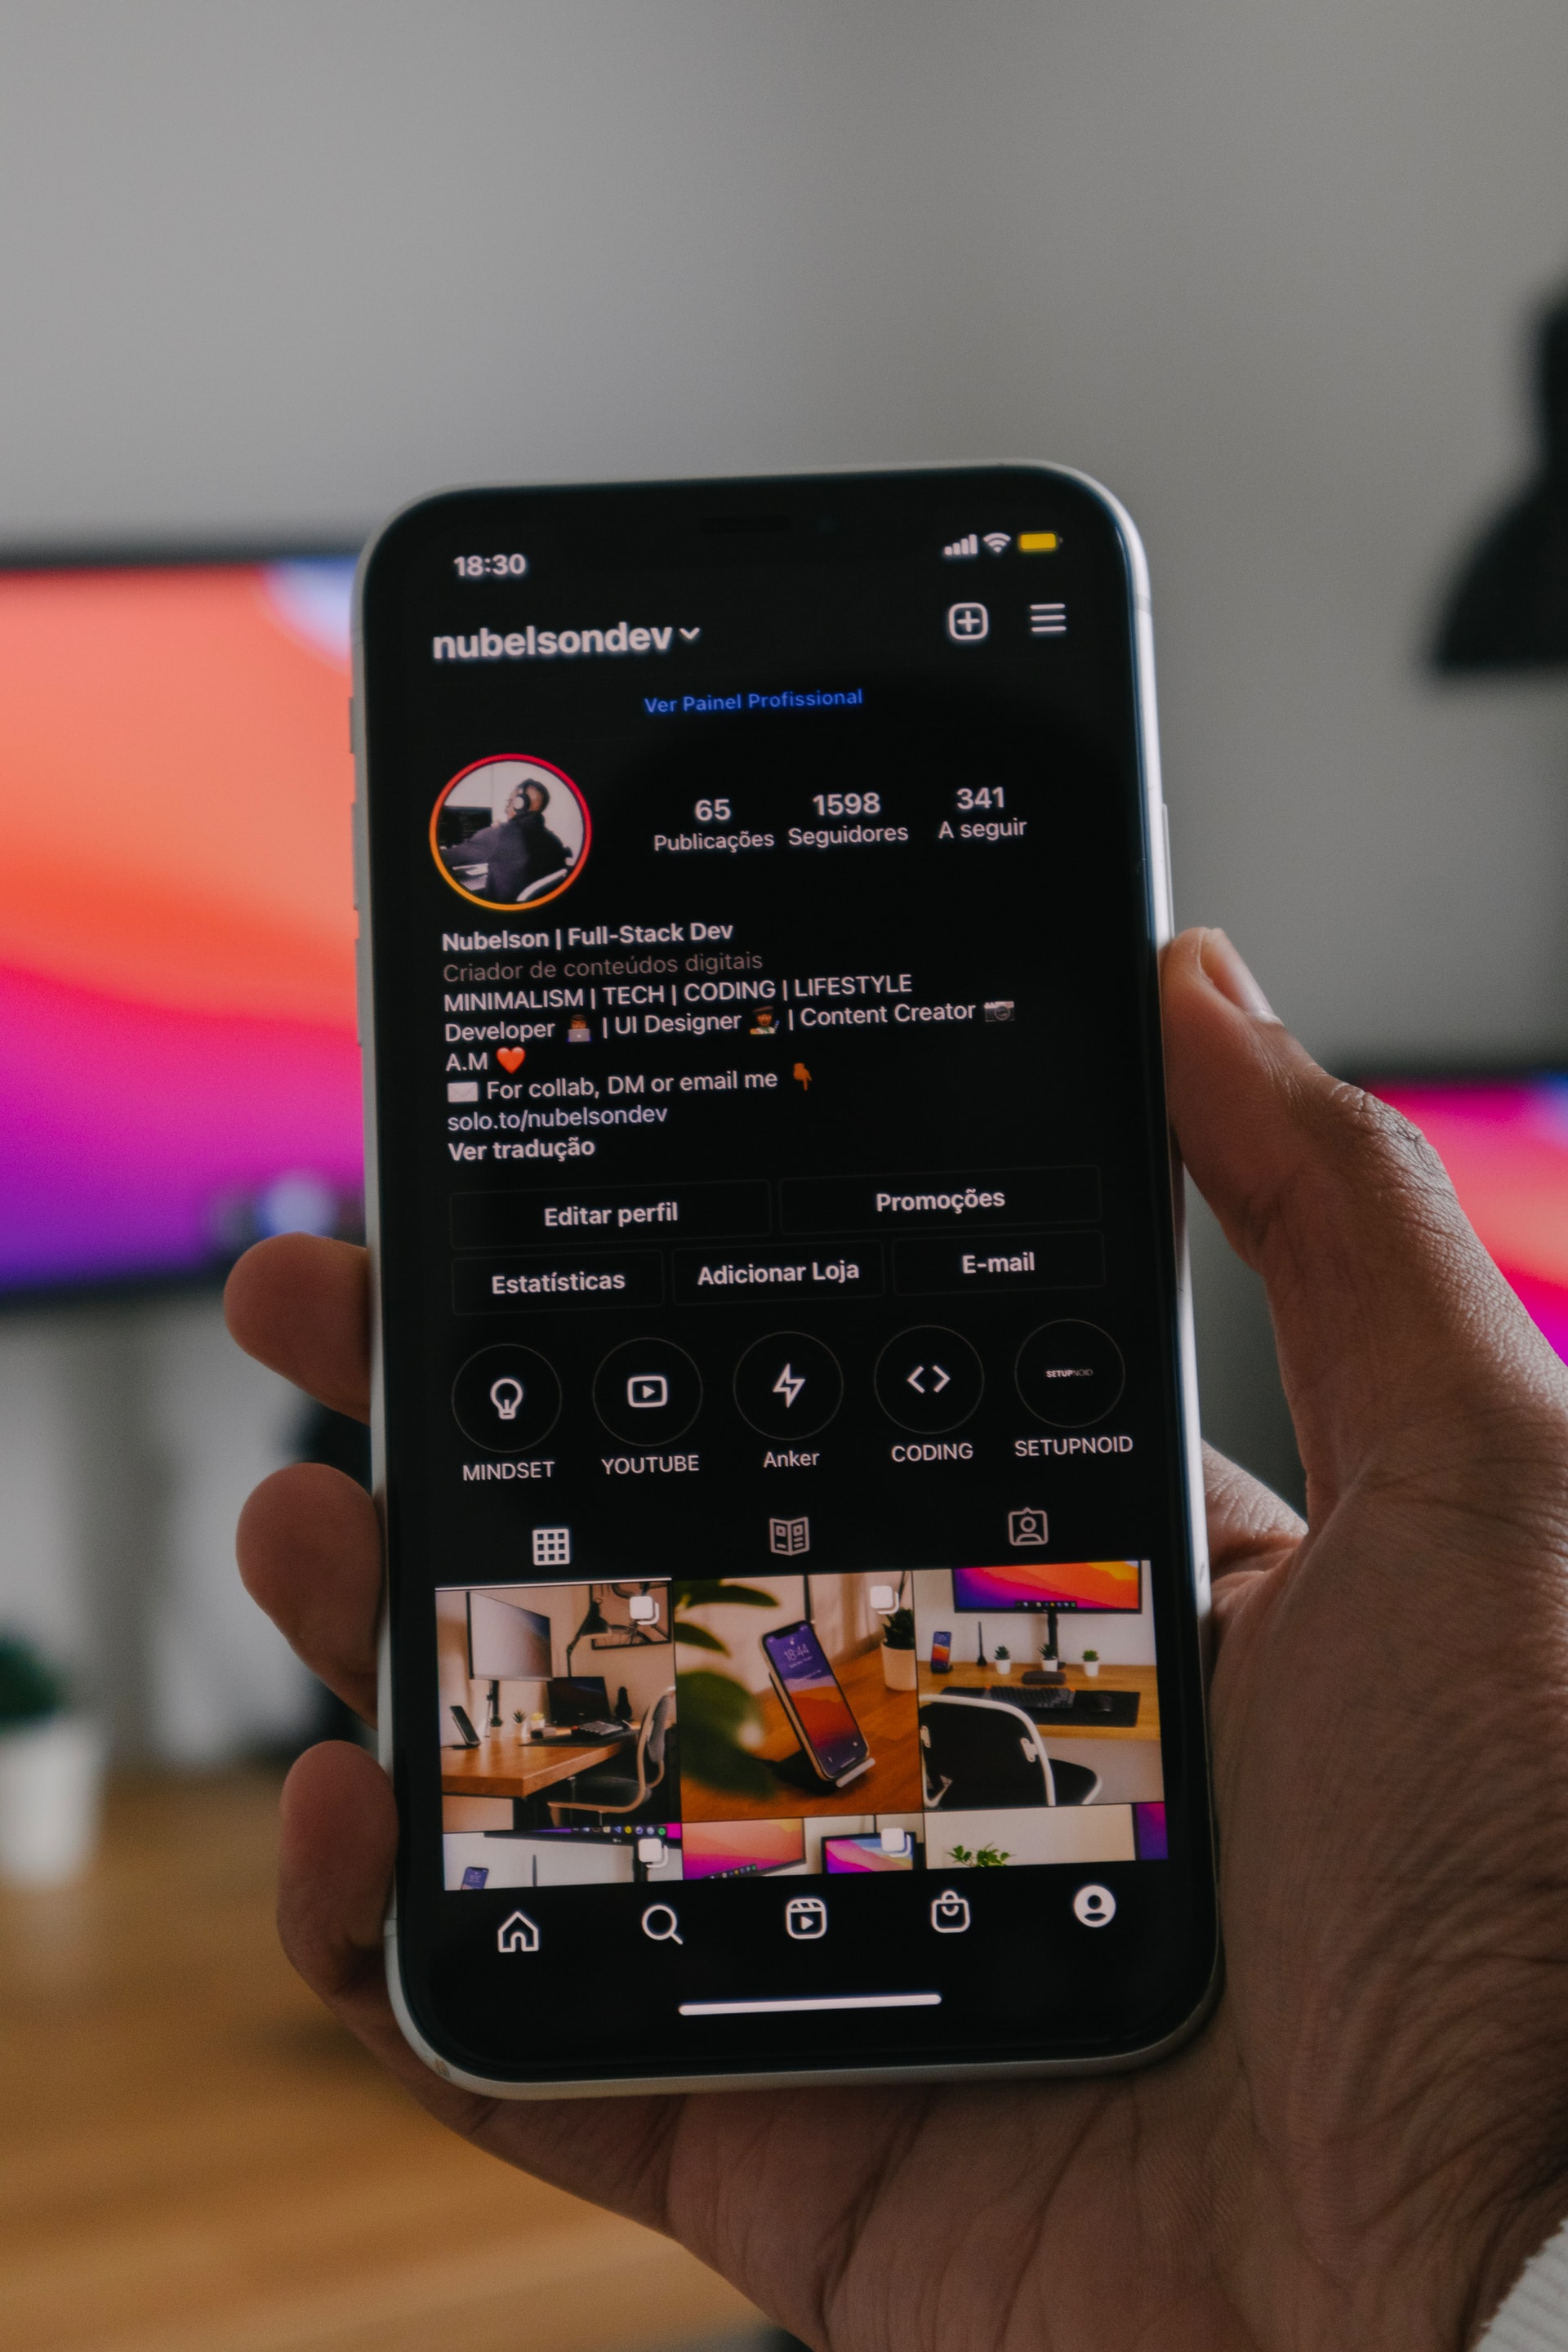 18:30
nubelsondev
Ver Painel Profissional
65 1598 341
Publicações Seguidores A seguir
Nubelson | Full-Stack Dev
Criador de conteúdos digitais
MINIMALISM | TECH | CODING | LIFESTYLE
Developer 👨🏾‍💻 | UI Designer 👨🏾‍🎨 | Content Creator 📷
A.M ❤️
✉️ For collab, DM or email me 👇🏾
solo.to/nubelsondev
Ver tradução
Editar perfil Promoções
Estatísticas Adicionar Loja E-mail
SETUPNOID
MINDSET YOUTUBE Anker CODING SETUPNOID
18:44